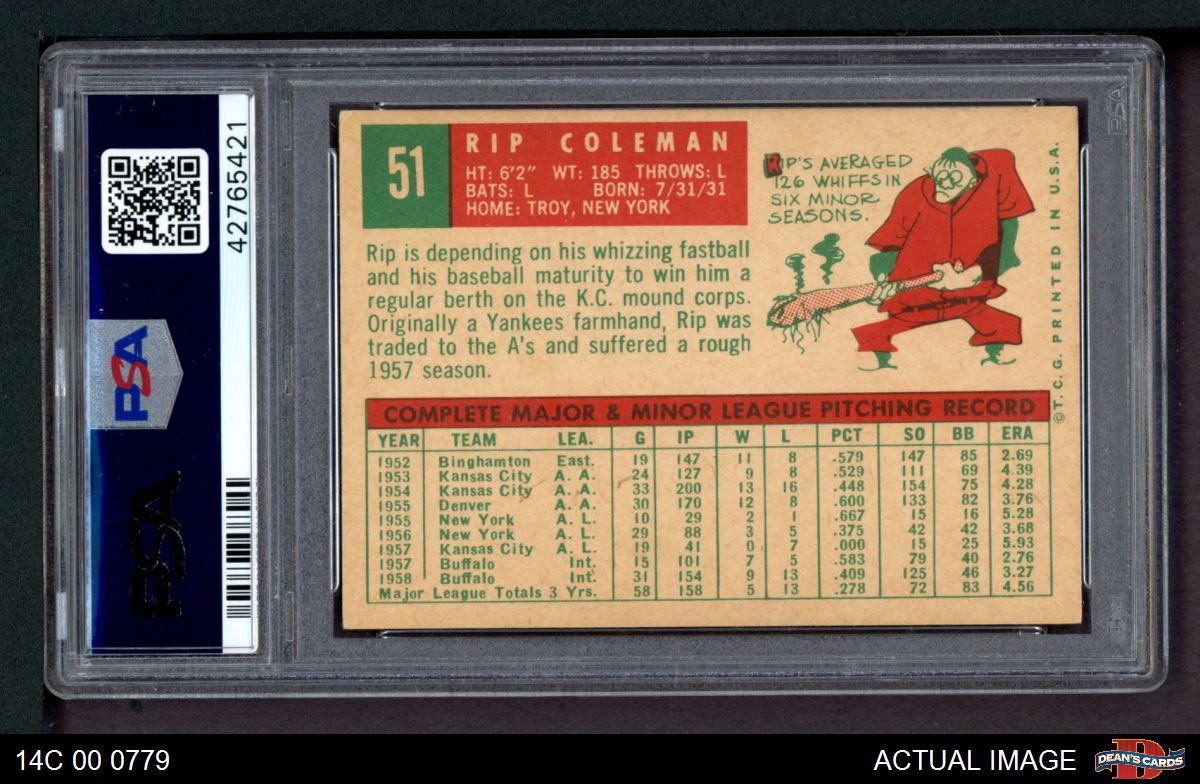 42765421
PSA
PSA
51
RIP COLEMAN
HT: 6'2" WT: 185 THROWS: L
BATS: L BORN: 7/31/31
HOME: TROY, NEW YORK
RIP'S AVERAGED
126 WHIFFS IN
SIX MINOR
SEASONS.
Rip is depending on his whizzing fastball
and his baseball maturity to win him a
regular berth on the K.C. mound corps.
Originally a Yankees farmhand, Rip was
traded to the A's and suffered a rough
1957 season.
©T.C.G. PRINTED IN U.S.A.
COMPLETE MAJOR & MINOR LEAGUE PITCHING RECORD
YEAR TEAM LEA. G IP W L PCT SO BB ERA
1952 Binghamton East. 19 147 11 8 .579 147 85 2.69
1953 Kansas City A. A. 24 127 9 8 .529 111 69 4.39
1954 Kansas City A. A. 33 200 13 16 .448 154 75 4.28
1955 Denver A. A. 30 170 12 8 .600 133 82 3.76
1955 New York A. L. 10 29 2 1 .667 15 16 5.28
1956 New York A. L. 29 88 3 5 .375 42 42 3.68
1957 Kansas City A. L. 19 41 0 7 .000 15 25 5.93
1957 Buffalo Int. 15 101 7 5 .583 79 40 2.76
1958 Buffalo Int. 31 154 9 13 .409 125 46 3.27
Major League Totals 3 Yrs. 58 158 5 13 .278 72 83 4.56
PSA
14C 00 0779
ACTUAL IMAGE
D
DEAN'S CARDS